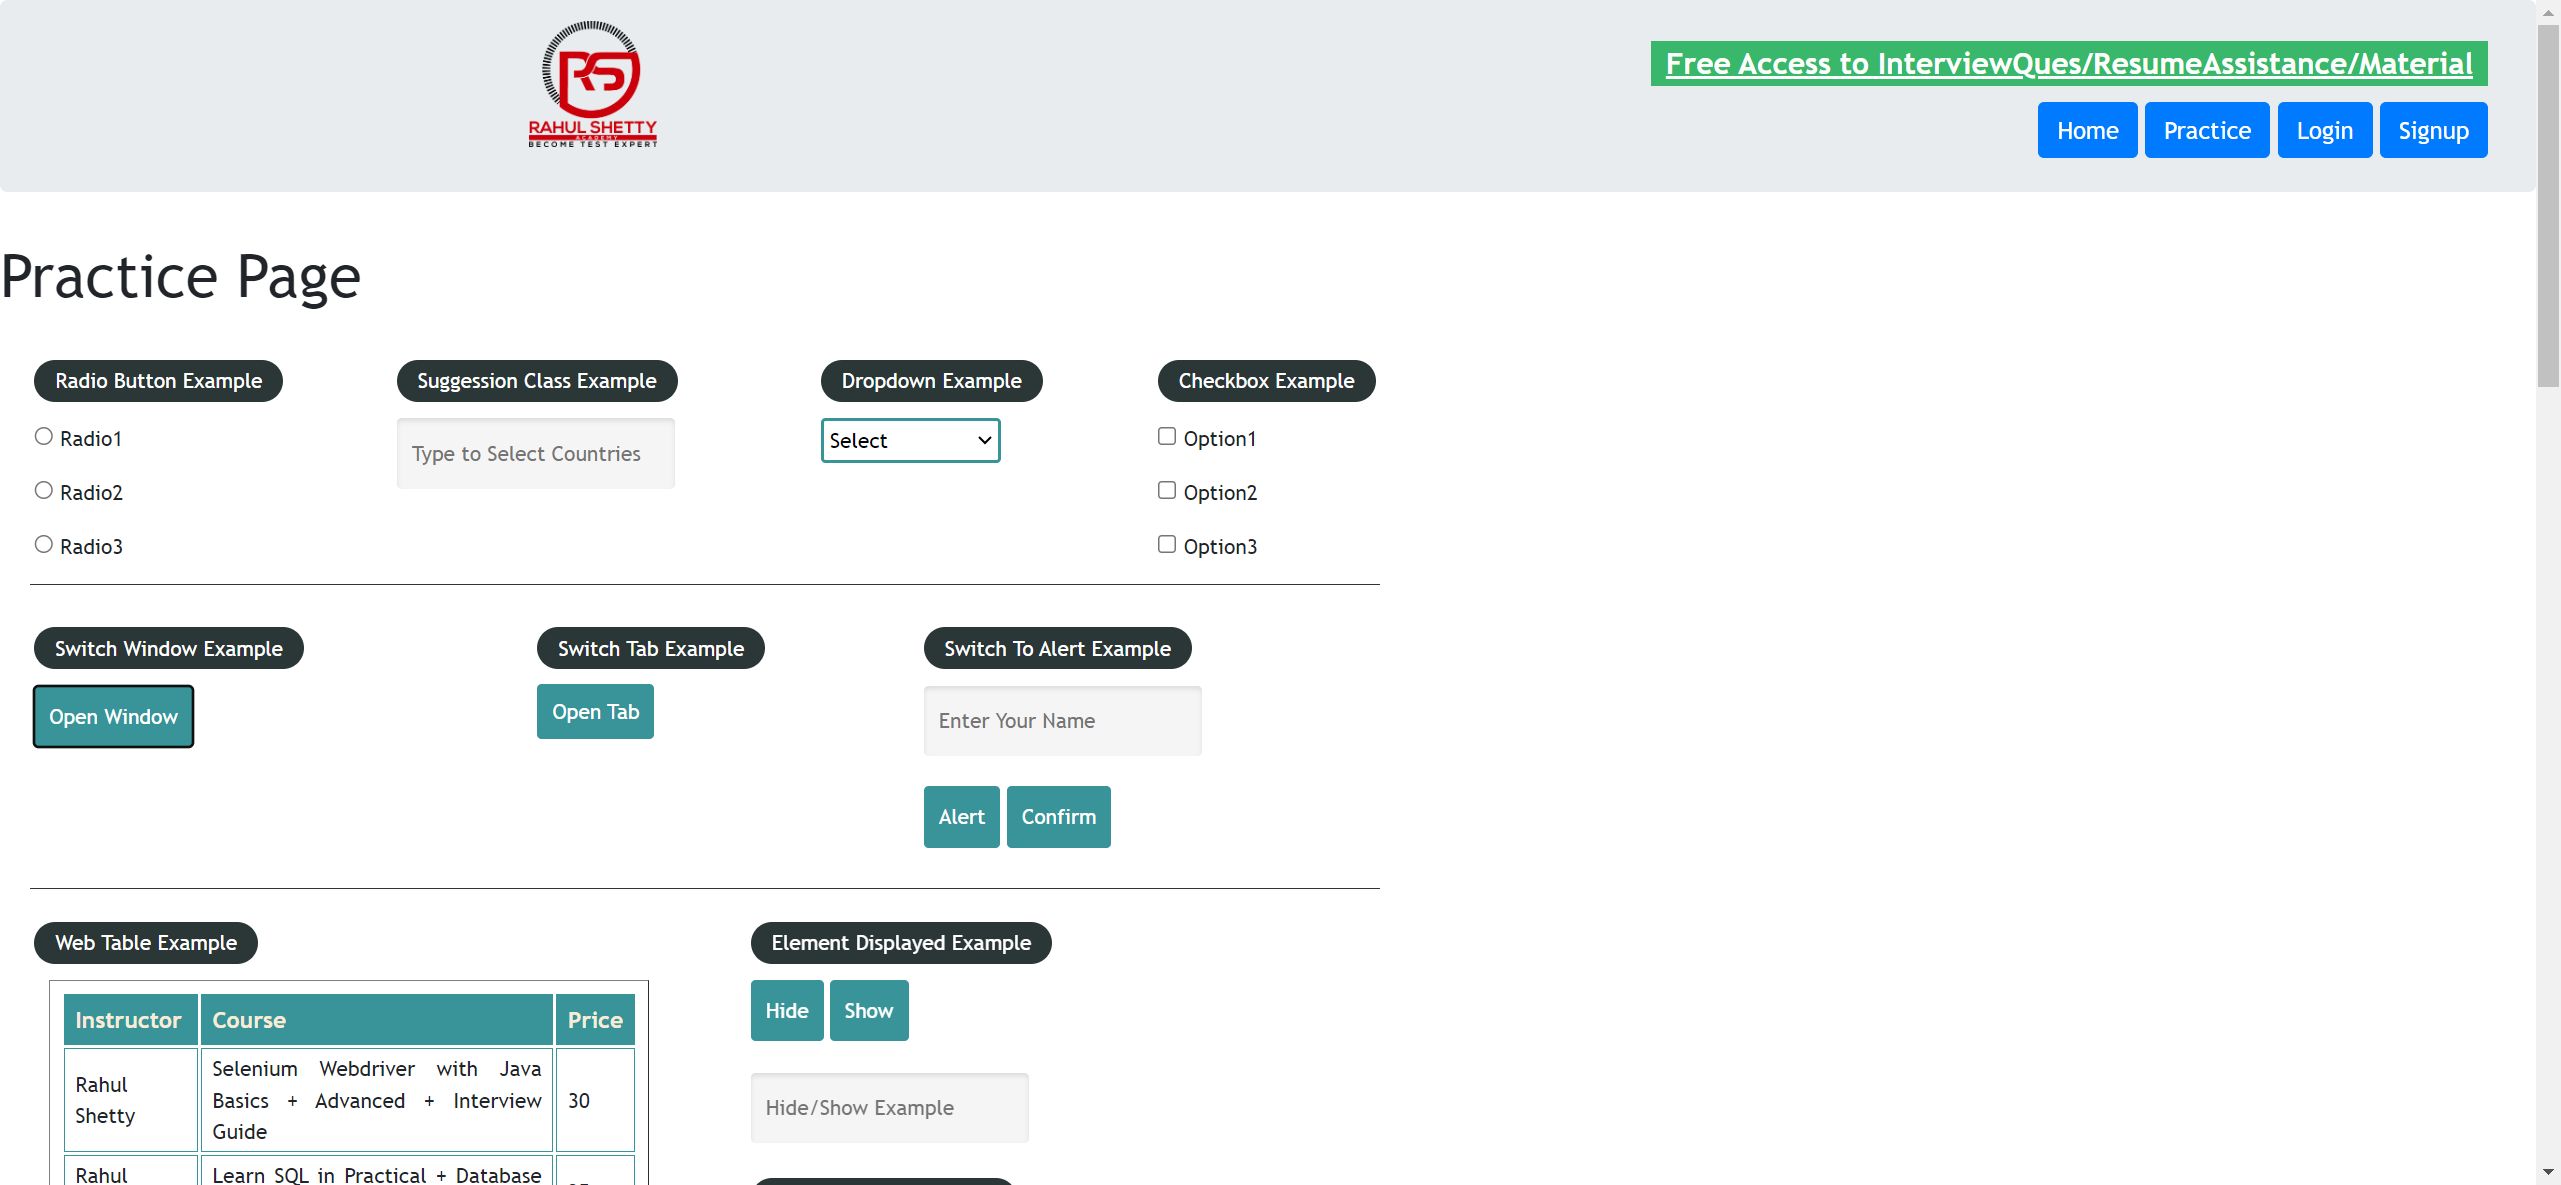 RAHUL SHETTY
ACADEMY
BECOME TEST EXPERT
Free Access to InterviewQues/ResumeAssistance/Material
Home Practice Login Signup
Practice Page
Radio Button Example
Radio1
Radio2
Radio3
Suggession Class Example
Type to Select Countries
Dropdown Example
Select
Checkbox Example
Option1
Option2
Option3
Switch Window Example
Open Window
Switch Tab Example
Open Tab
Switch To Alert Example
Enter Your Name
Alert Confirm
Web Table Example
Instructor Course Price
Rahul Shetty
Selenium Webdriver with Java
Basics + Advanced + Interview
Guide
30
Rahul
Learn SQL in Practical + Database
Element Displayed Example
Hide Show
Hide/Show Example